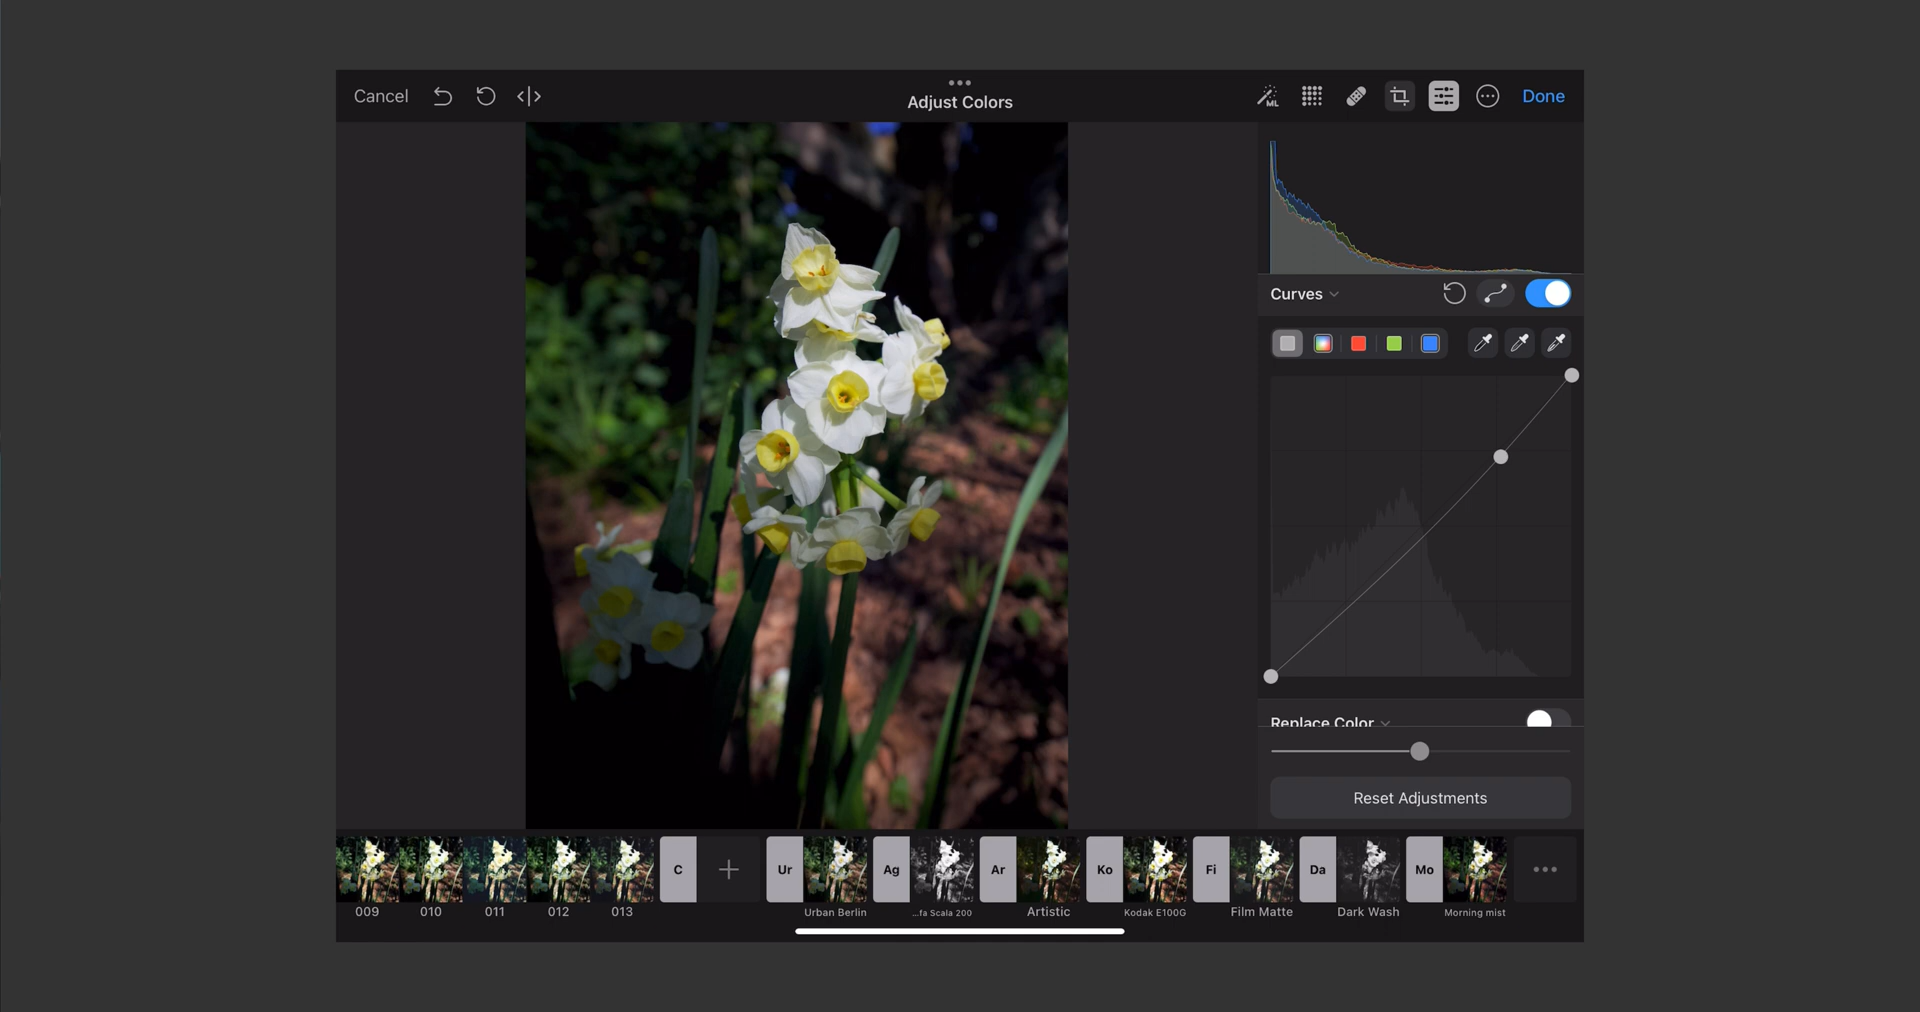 Cancel
Adjust Colors
ML
Done
Curves
Replace Color
Reset Adjustments
C
Ur
Ag
Ar
Ko
Fi
Da
Mo
009
010
011
012
013
Urban Berlin
...fa Scala 200
Artistic
Kodak E100G
Film Matte
Dark Wash
Morning mist